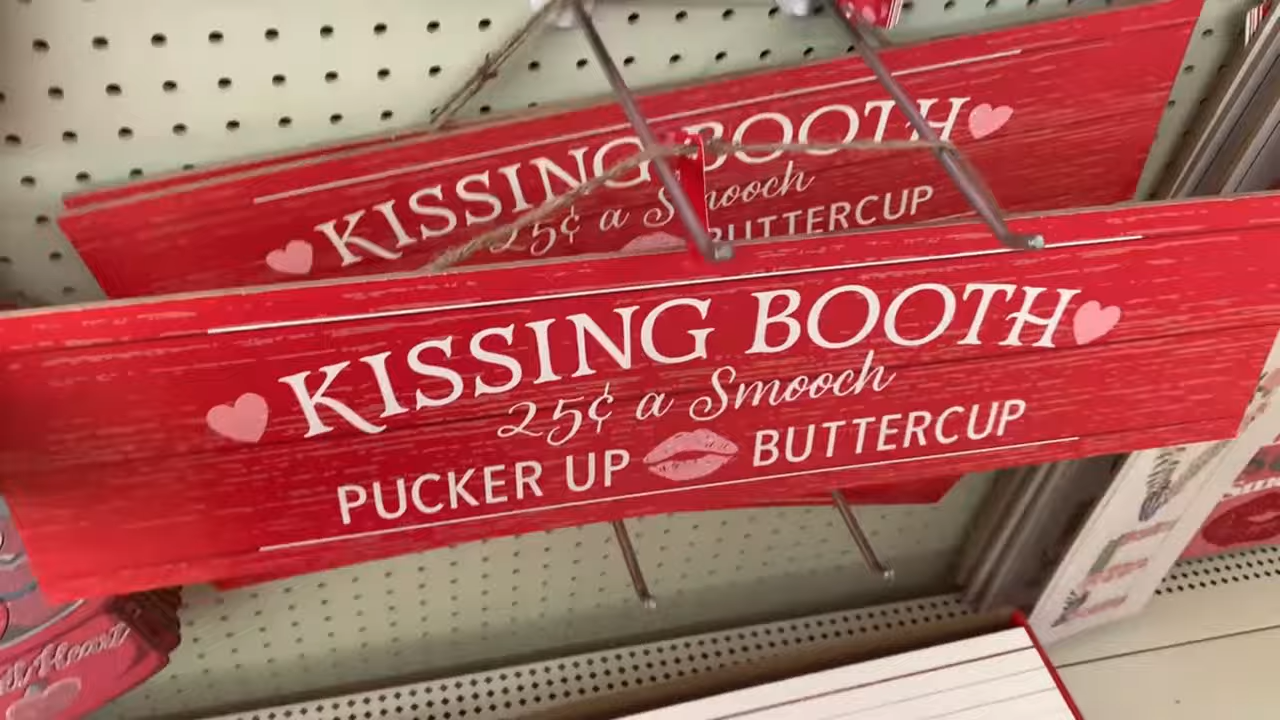 KISSING BOOTH
25¢ a Smooch
BUTTERCUP
KISSING BOOTH
25¢ a Smooch
PUCKER UP BUTTERCUP